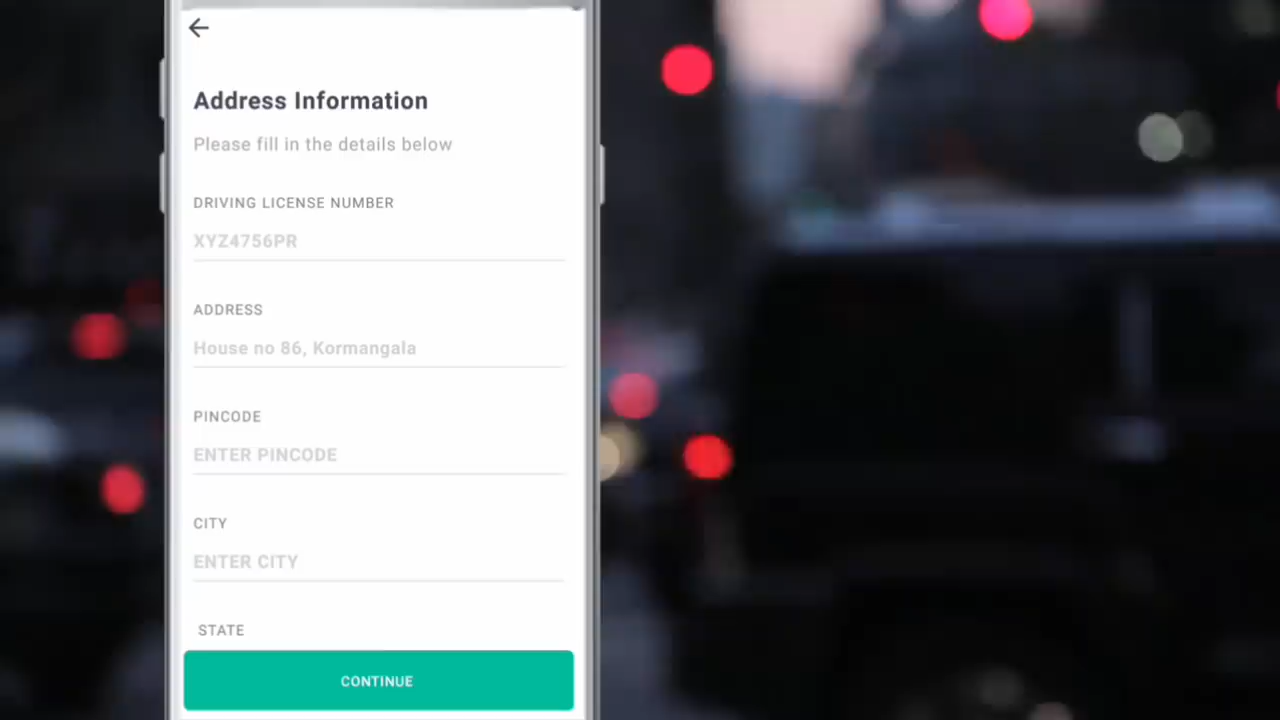 Address Information
Please fill in the details below
DRIVING LICENSE NUMBER
XYZ4756PR
ADDRESS
House no 86, Kormangala
PINCODE
ENTER PINCODE
CITY
ENTER CITY
STATE
CONTINUE